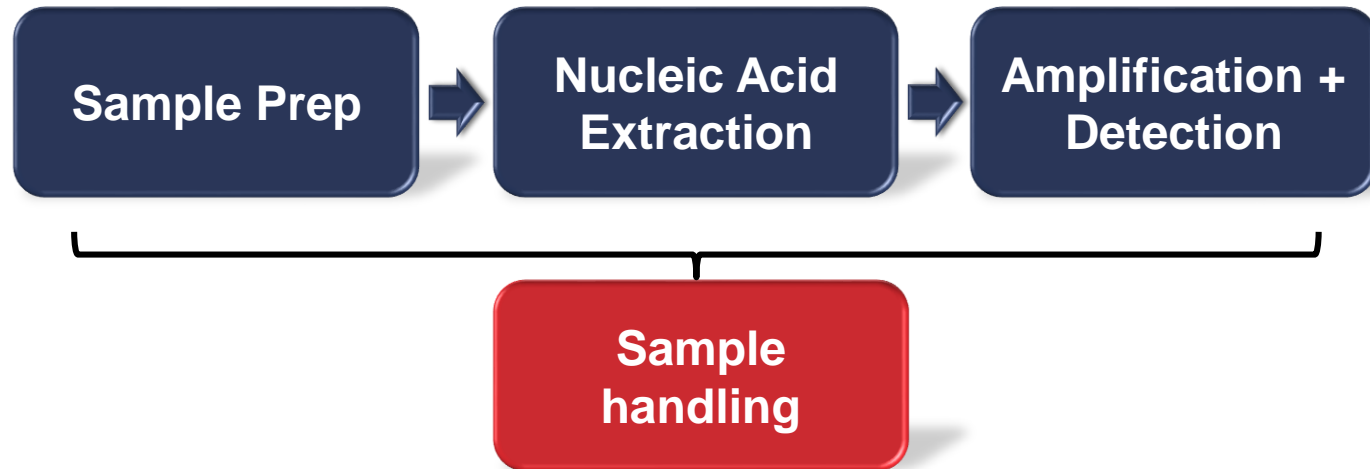 Sample Prep
Nucleic Acid
Extraction
Amplification +
Detection
Sample
handling